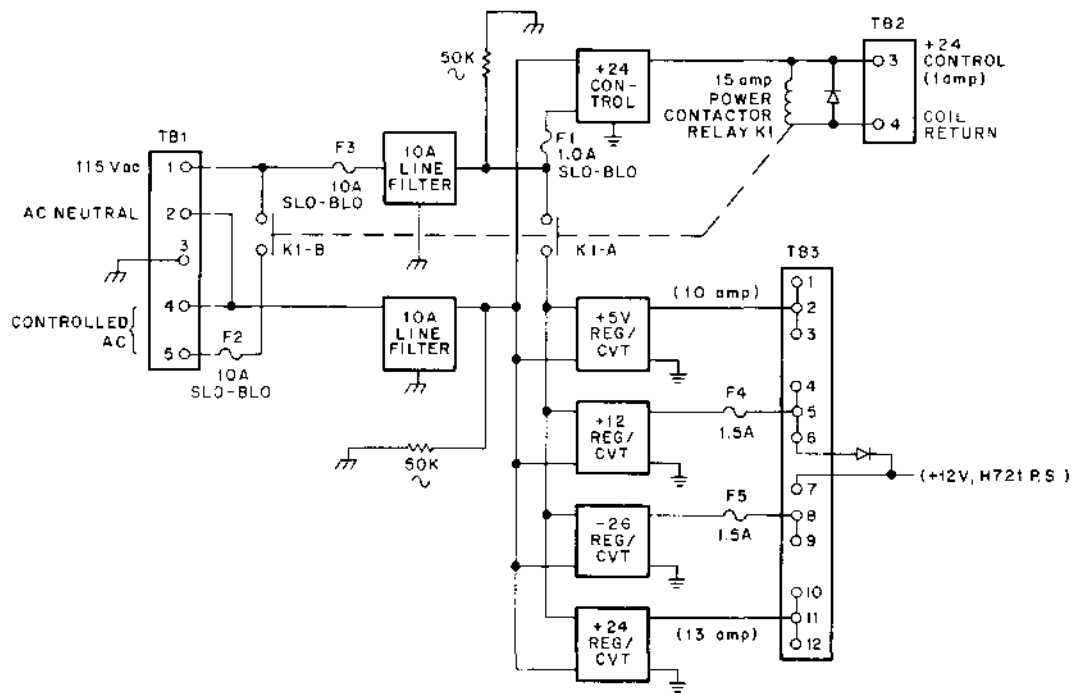 TB2
+24
CONTROL
(1amp)
COIL
RETURN
3
4
50K
+24
CON-
TROL
15 amp
POWER
CONTACTOR
RELAY K1
F1
1.0A
SLO-BLO
TB1
115 Vac
AC NEUTRAL
CONTROLLED
AC
1
2
3
4
5
F3
10A
SLO-BLO
10A
LINE
FILTER
K1-B
K1-A
F2
10A
SLO-BLO
10A
LINE
FILTER
50K
+5V
REG/
CVT
(10 amp)
+12
REG/
CVT
F4
1.5A
-26
REG/
CVT
F5
1.5A
+24
REG/
CVT
(13 amp)
TB3
1
2
3
4
5
6
7
8
9
10
11
12
(+12V, H721 P.S.)